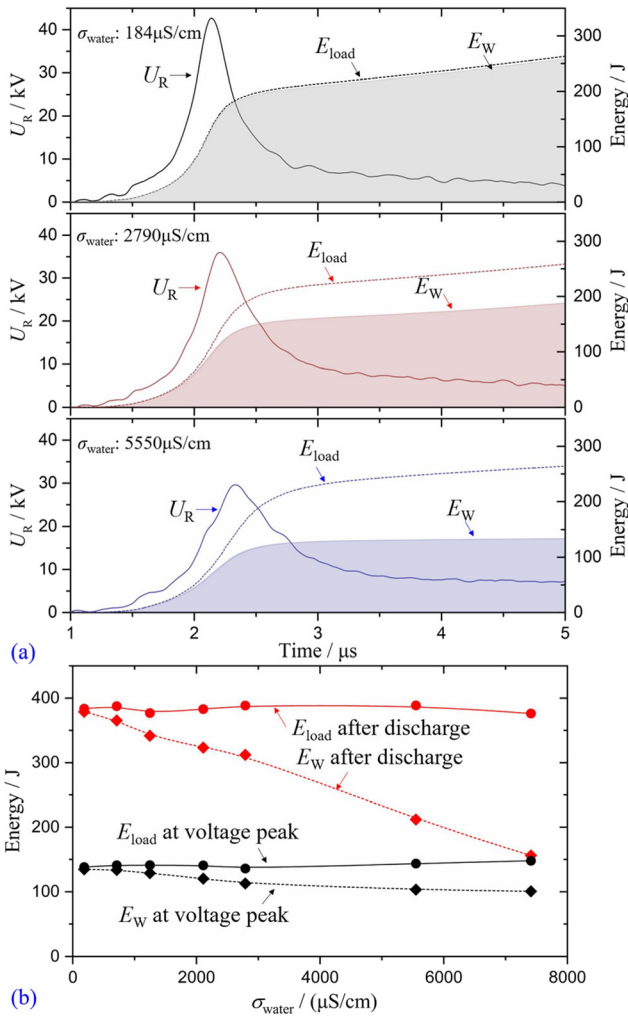 σwater: 184μS/cm
Eload
EW
UR
UR / kV
40
30
20
10
0
Energy / J
300
200
100
0
σwater: 2790μS/cm
Eload
EW
UR
UR / kV
40
30
20
10
0
Energy / J
300
200
100
0
σwater: 5550μS/cm
Eload
EW
UR
UR / kV
40
30
20
10
0
Energy / J
300
200
100
0
1 2 3 4 5
Time / μs
(a)
Energy / J
400
300
200
150
100
0
Eload after discharge
EW after discharge
Eload at voltage peak
EW at voltage peak
0 2000 4000 6000 8000
σwater / (μS/cm)
(b)